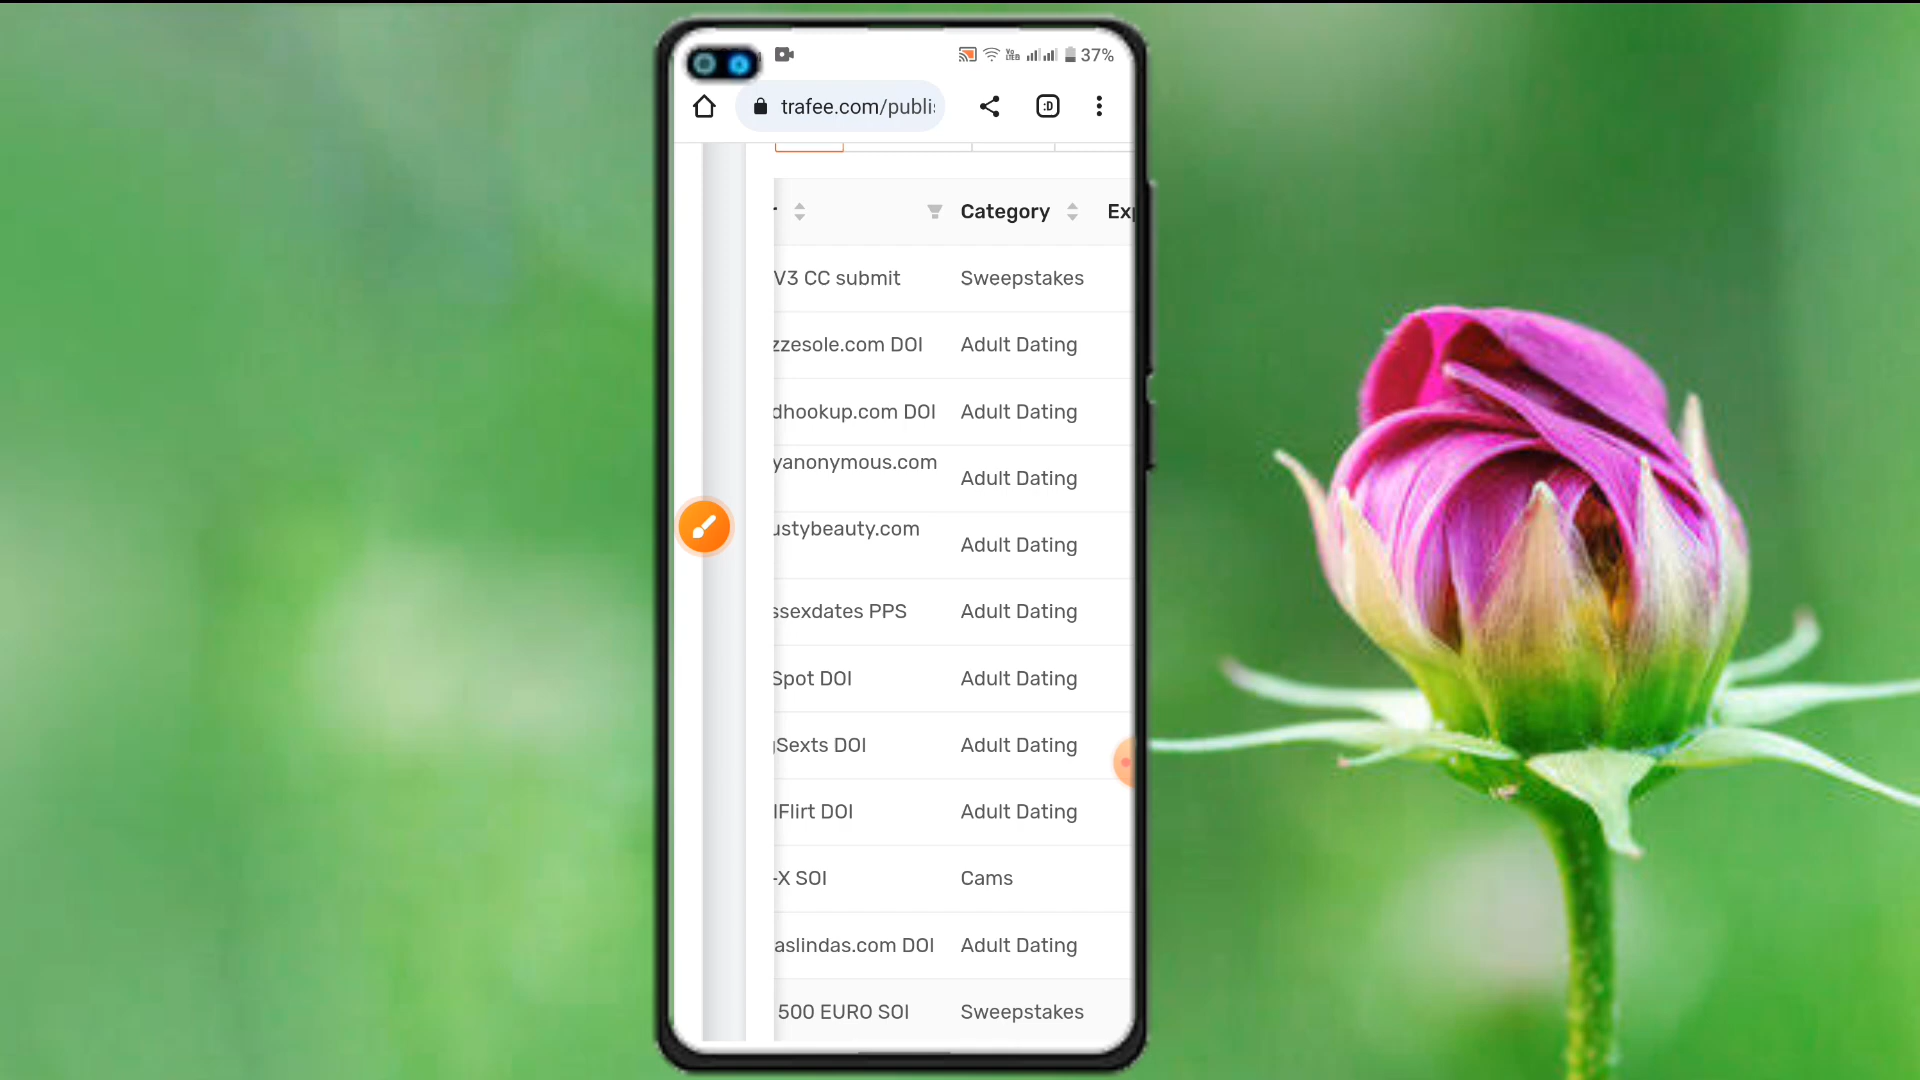 37%
trafee.com/publi
Category
V3 CC submit Sweepstakes
zzesole.com DOI Adult Dating
dhookup.com DOI Adult Dating
yanonymous.com
Adult Dating
ustybeauty.com
Adult Dating
ssexdates PPS Adult Dating
Spot DOI Adult Dating
Sexts DOI Adult Dating
lFlirt DOI Adult Dating
-X SOI Cams
aslindas.com DOI Adult Dating
500 EURO SOI Sweepstakes